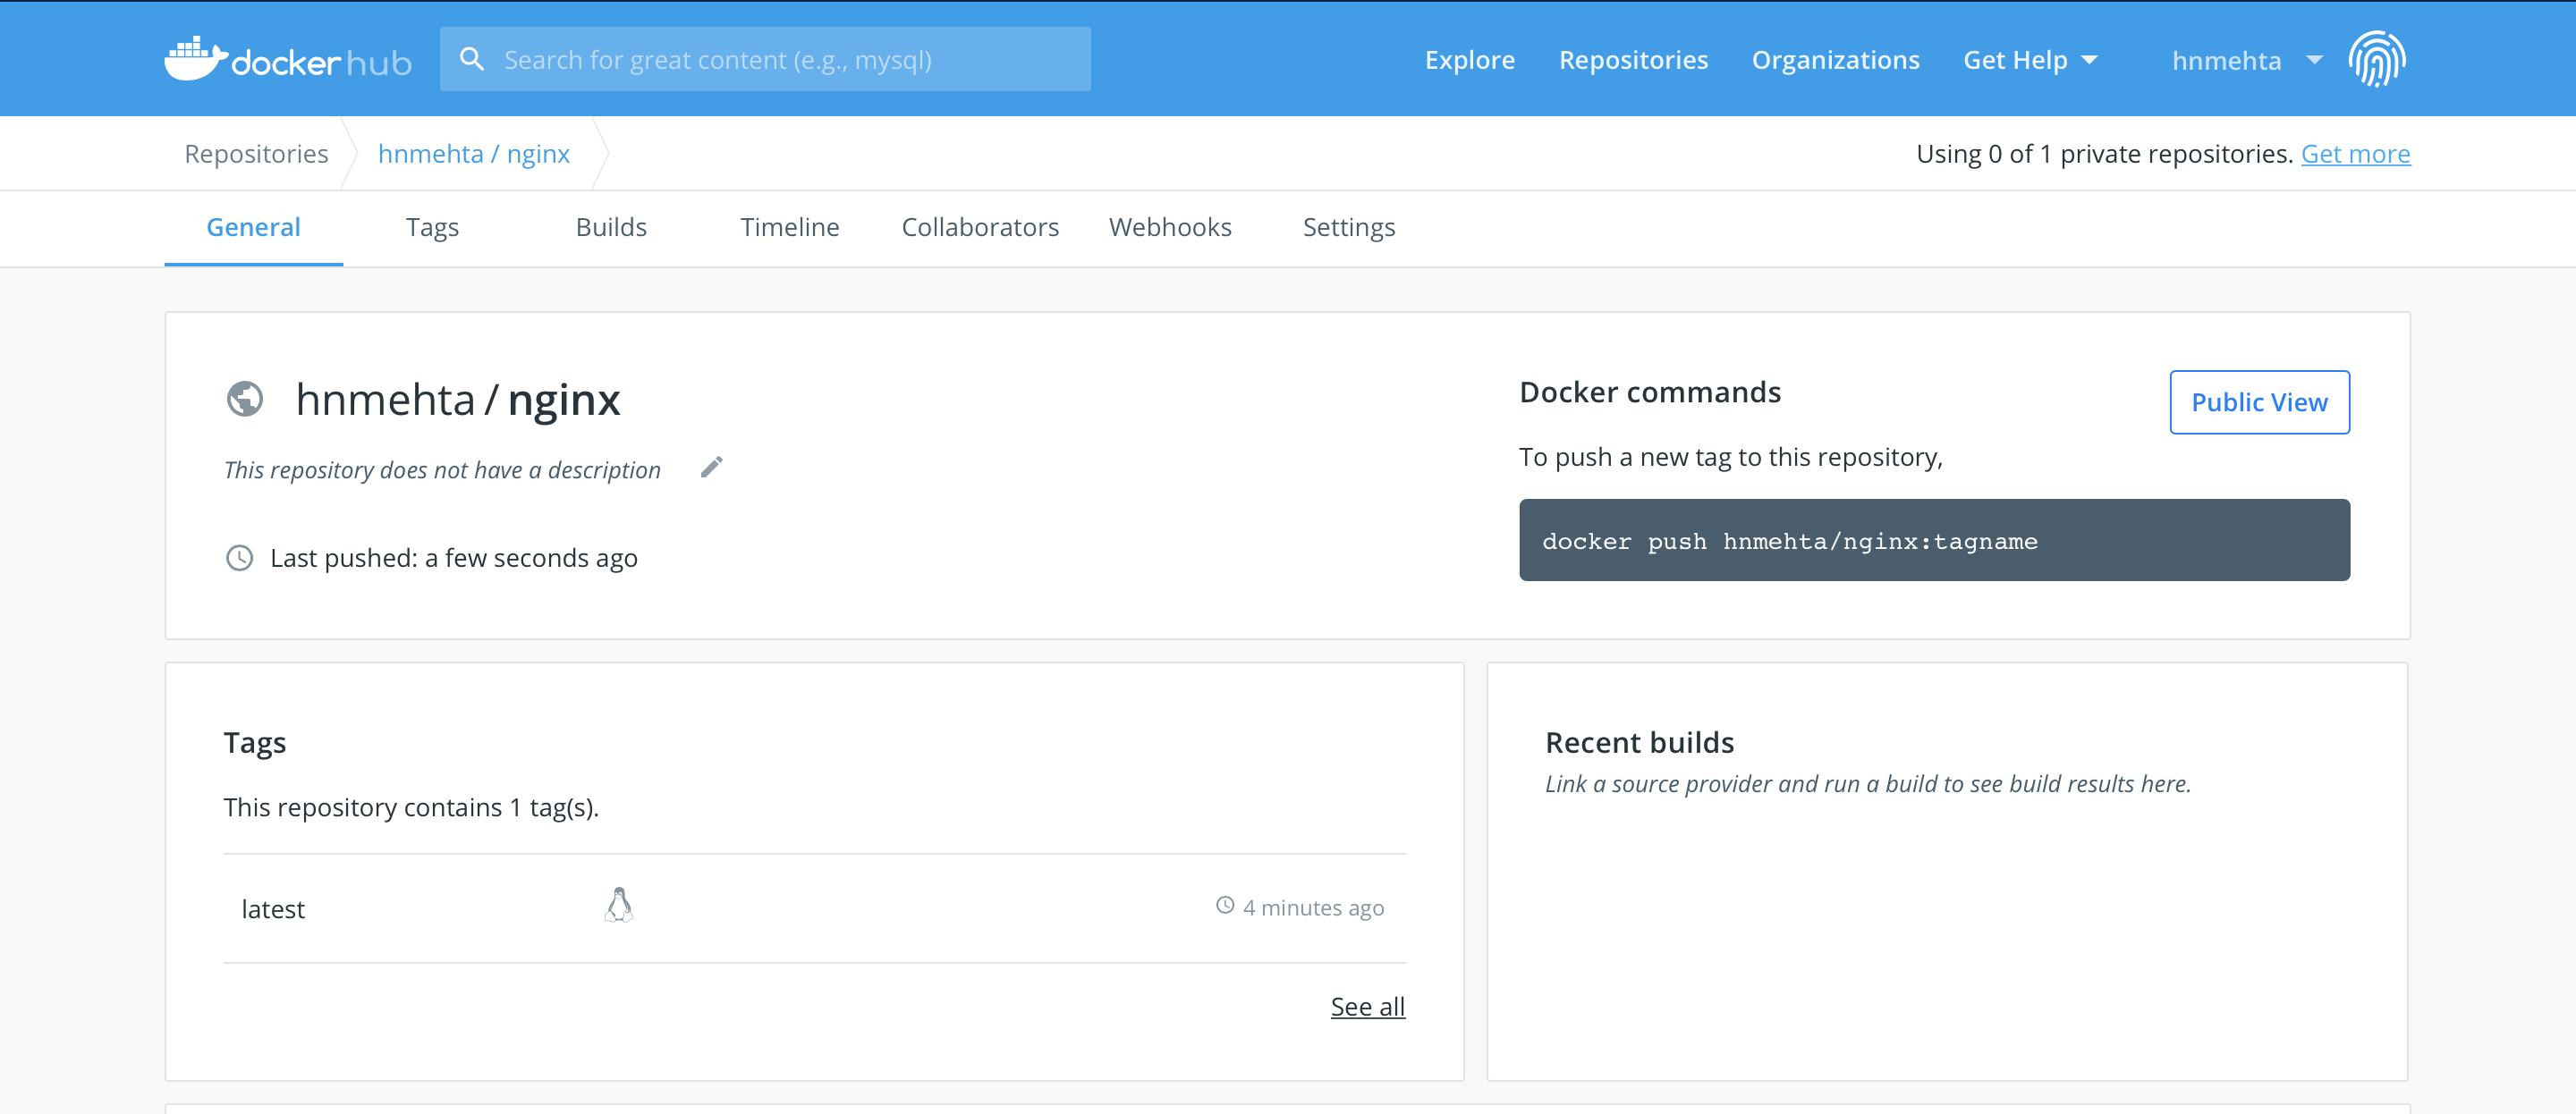 docker hub
Search for great content (e.g., mysql)
Explore
Repositories
Organizations
Get Help
hnmehta
Repositories
hnmehta / nginx
Using 0 of 1 private repositories. Get more
General
Tags
Builds
Timeline
Collaborators
Webhooks
Settings
hnmehta / nginx
This repository does not have a description
Last pushed: a few seconds ago
Docker commands
Public View
To push a new tag to this repository,
docker push hnmehta/nginx:tagname
Tags
This repository contains 1 tag(s).
latest
4 minutes ago
See all
Recent builds
Link a source provider and run a build to see build results here.